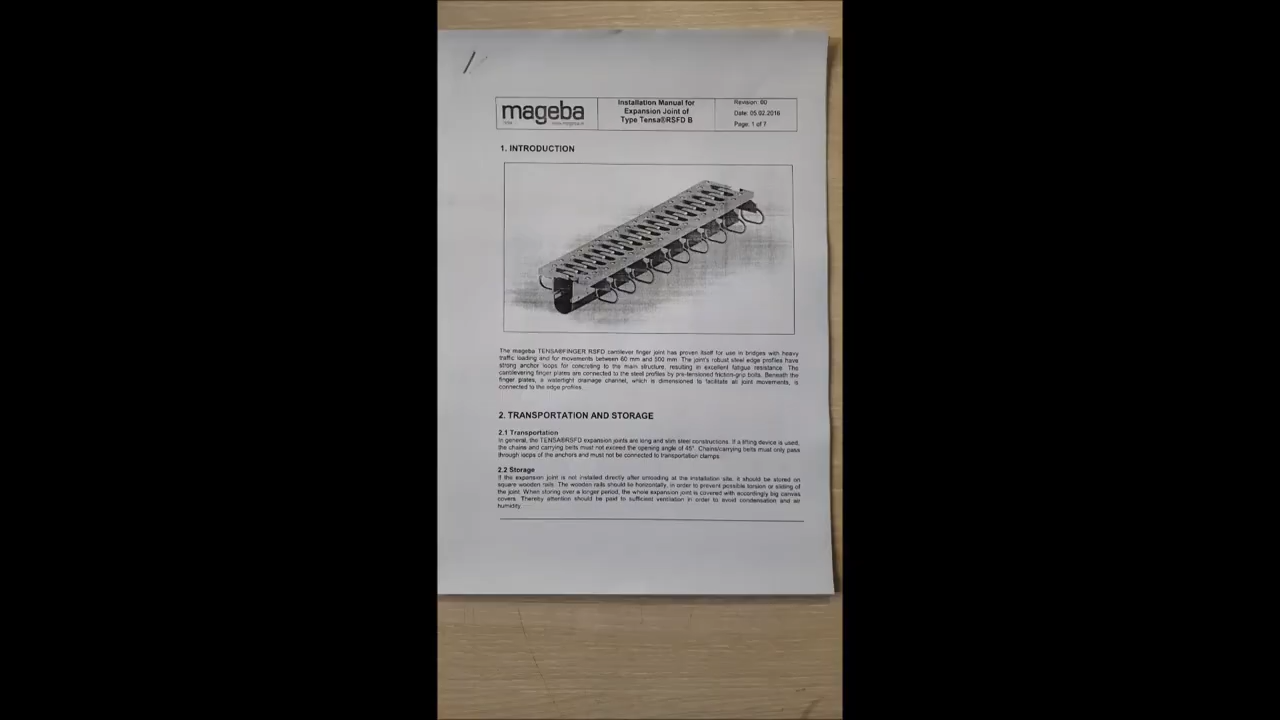 mageba
Installation Manual for
Expansion Joint of
Type Tensa®RSFD B
Revision: 00
Date: 05.02.2016
Page: 1 of 7
1. INTRODUCTION
The mageba TENSA®FINGER RSFD cantilever finger joint has proven itself for use in bridges with heavy
traffic loading and for movements between 60 mm and 500 mm. The joint's robust steel edge profiles have
strong anchor loops for concreting to the main structure, resulting in excellent fatigue resistance. The
cantilevering finger plates are connected to the steel profiles by pre-tensioned friction-grip bolts. Beneath the
finger plates, a watertight drainage channel, which is dimensioned to facilitate all joint movements, is
connected to the edge profiles.
2. TRANSPORTATION AND STORAGE
2.1 Transportation
In general, the TENSA®RSFD expansion joints are long and slim steel constructions. If a lifting device is used,
the chains and carrying belts must not exceed the opening angle of 45°. Chains/carrying belts must only pass
through loops of the anchors and must not be connected to transportation clamps.
2.2 Storage
If the expansion joint is not installed directly after unloading at the installation site, it should be stored on
square wooden rails. The wooden rails should be horizontally, in order to prevent possible torsion or sliding of
the joint. When storing over a longer period, the whole expansion joint is covered with accordingly big canvas
covers. Thereby attention should be paid to sufficient ventilation in order to avoid condensation and air
humidity.